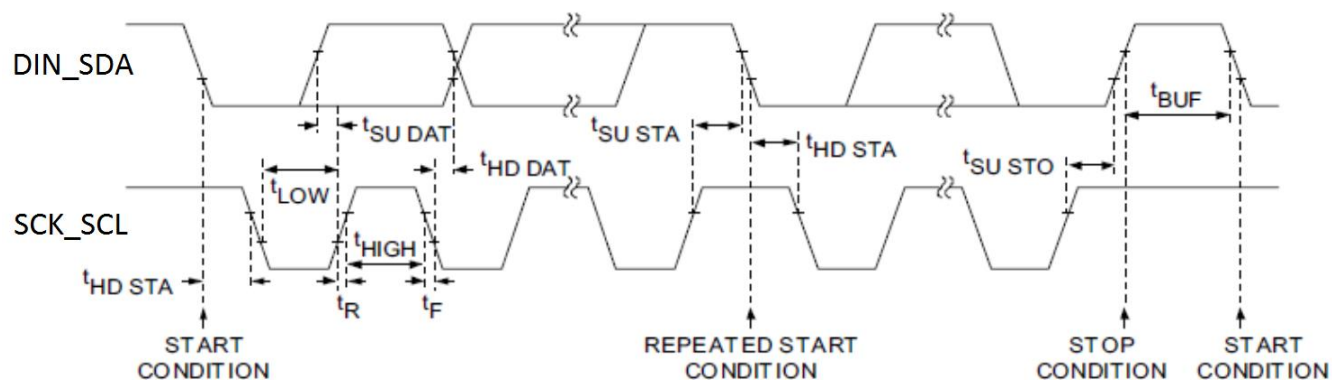 DIN_SDA
tSU DAT
tBUF
tSU STA
tHD STA
tHD DAT
tSU STO
tLOW
SCK_SCL
tHIGH
tHD STA
tR
tF
START
CONDITION
REPEATED START
CONDITION
STOP
CONDITION
START
CONDITION